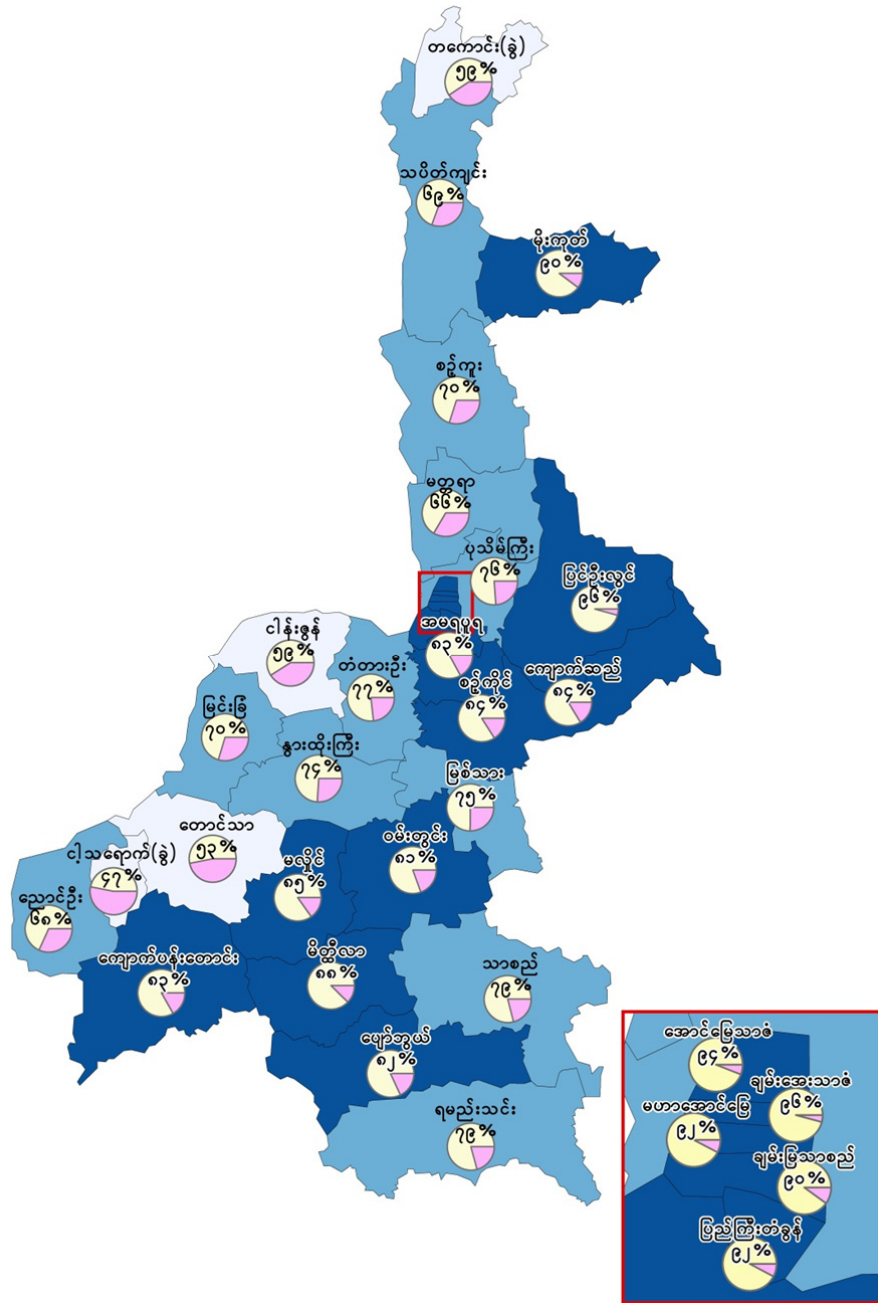 တကောင်း(ခွဲ)
၅၉%
သပိတ်ကျင်း
၆၉%
မိုးကုတ်
၉၀%
စဉ့်ကူး
၇၀%
မတ္တရာ
၆၆%
ပုသိမ်ကြီး
၇၆%
ပြင်ဦးလွင်
၉၆%
အမရပူရ
၈၃%
ငါန်းဇွန်
၅၉%
တံတားဦး
၇၇%
စဉ့်ကိုင်
၈၄%
ကျောက်ဆည်
၈၄%
မြင်းခြံ
၇၀%
နွားထိုးကြီး
၇၄%
မြစ်သား
၇၅%
တောင်သာ
၅၃%
ဝမ်းတွင်း
၈၁%
ငါ့သရောက်(ခွဲ)
၄၇%
မလှိုင်
၈၅%
ညောင်ဦး
၆၈%
ကျောက်ပန်းတောင်း
၈၃%
မိတ္ထီလာ
၈၈%
သာစည်
၇၉%
ပျော်ဘွယ်
၈၂%
ရမည်းသင်း
၇၉%
အောင်မြေသာဇံ
၉၄%
ချမ်းအေးသာဇံ
၉၆%
မဟာအောင်မြေ
၉၂%
ချမ်းမြသာစည်
၉၀%
ပြည်ကြီးတံခွန်
၉၂%